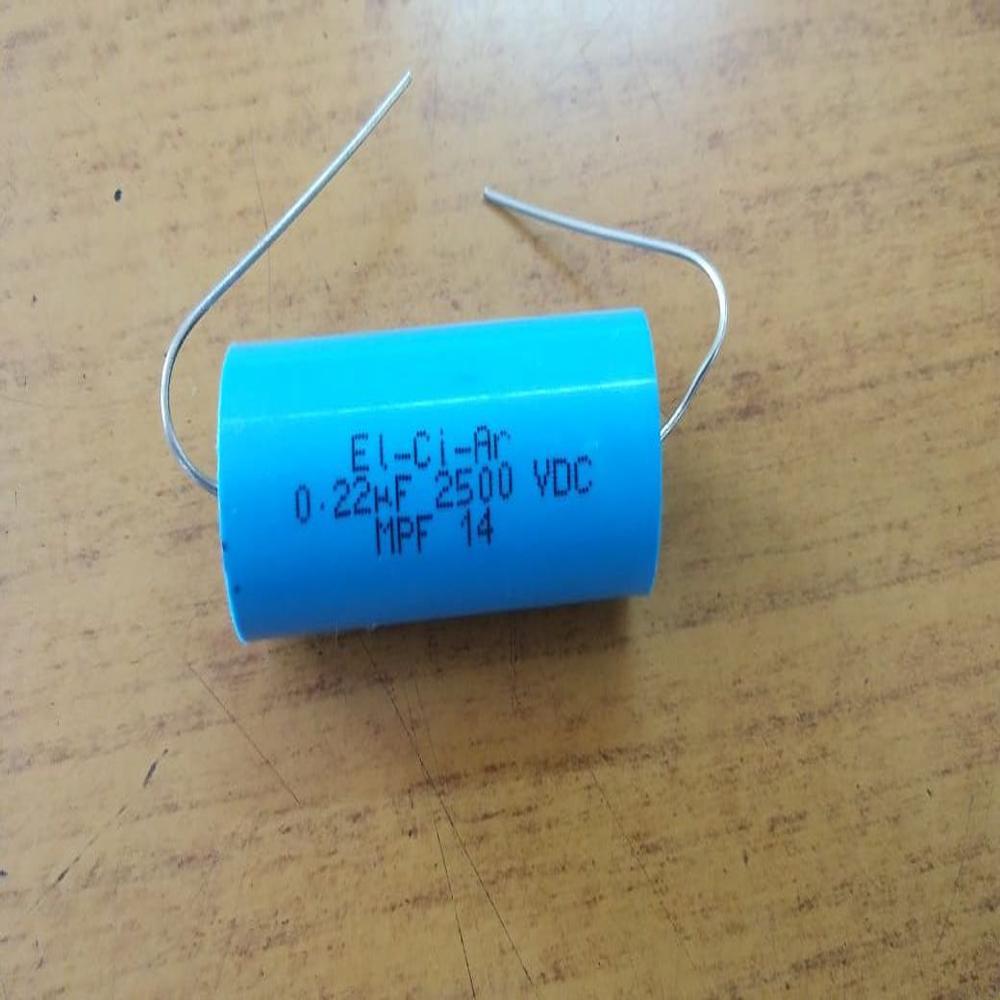 El-Ci-Ar
0.22µF 2500 VDC
MPF 14